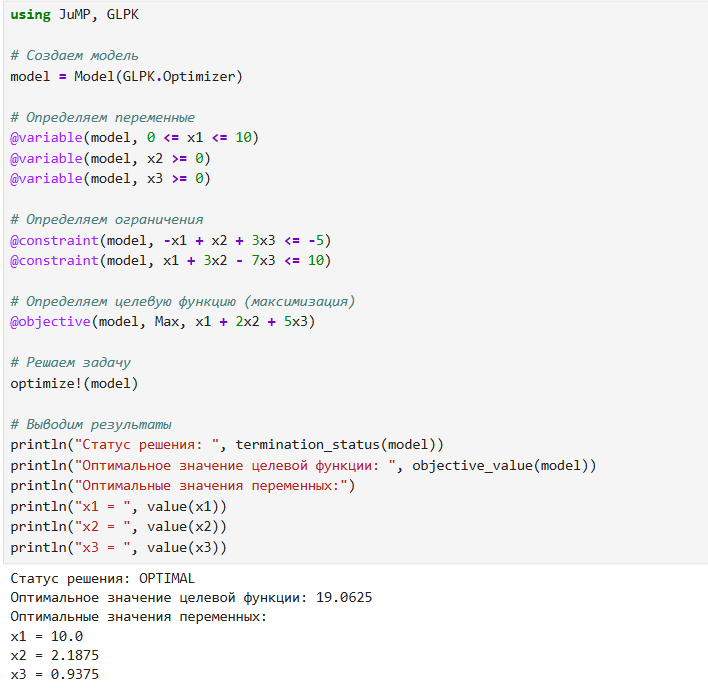 using JuMP, GLPK
# Создаем модель
model = Model(GLPK.Optimizer)
# Определяем переменные
@variable(model, 0 <= x1 <= 10)
@variable(model, x2 >= 0)
@variable(model, x3 >= 0)
# Определяем ограничения
@constraint(model, -x1 + x2 + 3x3 <= -5)
@constraint(model, x1 + 3x2 - 7x3 <= 10)
# Определяем целевую функцию (максимизация)
@objective(model, Max, x1 + 2x2 + 5x3)
# Решаем задачу
optimize!(model)
# Выводим результаты
println("Статус решения: ", termination_status(model))
println("Оптимальное значение целевой функции: ", objective_value(model))
println("Оптимальные значения переменных:")
println("x1 = ", value(x1))
println("x2 = ", value(x2))
println("x3 = ", value(x3))
Статус решения: OPTIMAL
Оптимальное значение целевой функции: 19.0625
Оптимальные значения переменных:
x1 = 10.0
x2 = 2.1875
x3 = 0.9375